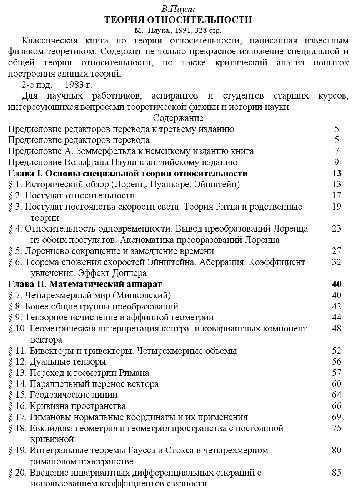 В.Паули
ТЕОРИЯ ОТНОСИТЕЛЬНОСТИ
М., Наука, 1991, 328 стр.
Классическая книга по теории относительности, написанная известным
физиком теоретиком. Содержит не только прекрасное изложение специальной и
общей теории относительности, но также критический анализ попыток
построения единых теорий.
2-е изд. — 1983 г.
Для научных работников, аспирантов и студентов старших курсов,
интересующихся вопросами теоретической физики и истории науки
Содержание
Предисловие редакторов перевода к третьему изданию 5
Предисловие редакторов перевода 5
Предисловие А. Зоммерфельда к немецкому изданию книги 7
Предисловие Вольфганга Паули к английскому изданию 9
Глава I. Основы специальной теории относительности 13
§ 1. Исторический обзор (Лоренц, Пуанкаре, Эйнштейн) 13
§ 2. Постулат относительности 17
§ 3. Постулат постоянства скорости света. Теория Ритца и родственные 19
теории
§ 4. Относительность одновременности. Вывод преобразований Лоренца 23
из обоих постулатов. Аксиоматика преобразований Лоренца
§ 5. Лоренцево сокращение и замедление времени 27
§ 6. Теорема сложения скоростей Эйнштейна. Аберрация. Коэффициент 32
увлечения. Эффект Доплера
Глава II. Математический аппарат 40
§ 7. Четырехмерный мир (Минковский) 40
§ 8. Более общие группы преобразований 42
§ 9. Тензорное исчисление в аффинной геометрии 44
§ 10. Геометрическая интерпретация контра- и ковариантных компонент 48
вектора
§ 11. Бивекторы и тривекторы. Четырехмерные объемы 52
§ 12. Дуальные тензоры 56
§ 13. Переход к геометрии Римана 57
§ 14. Параллельный перенос вектора 60
§ 15. Геодезические линии 64
§ 16. Кривизна пространства 66
§ 17. Римановы нормальные координаты и их применения 69
§ 18. Евклидова геометрия и геометрия пространства с постоянной 75
кривизной
§ 19. Интегральные теоремы Гаусса и Стокса в четырехмерном 80
римановом пространстве
§ 20. Введение инвариантных дифференциальных операций с 85
использованием коэффициентов связности